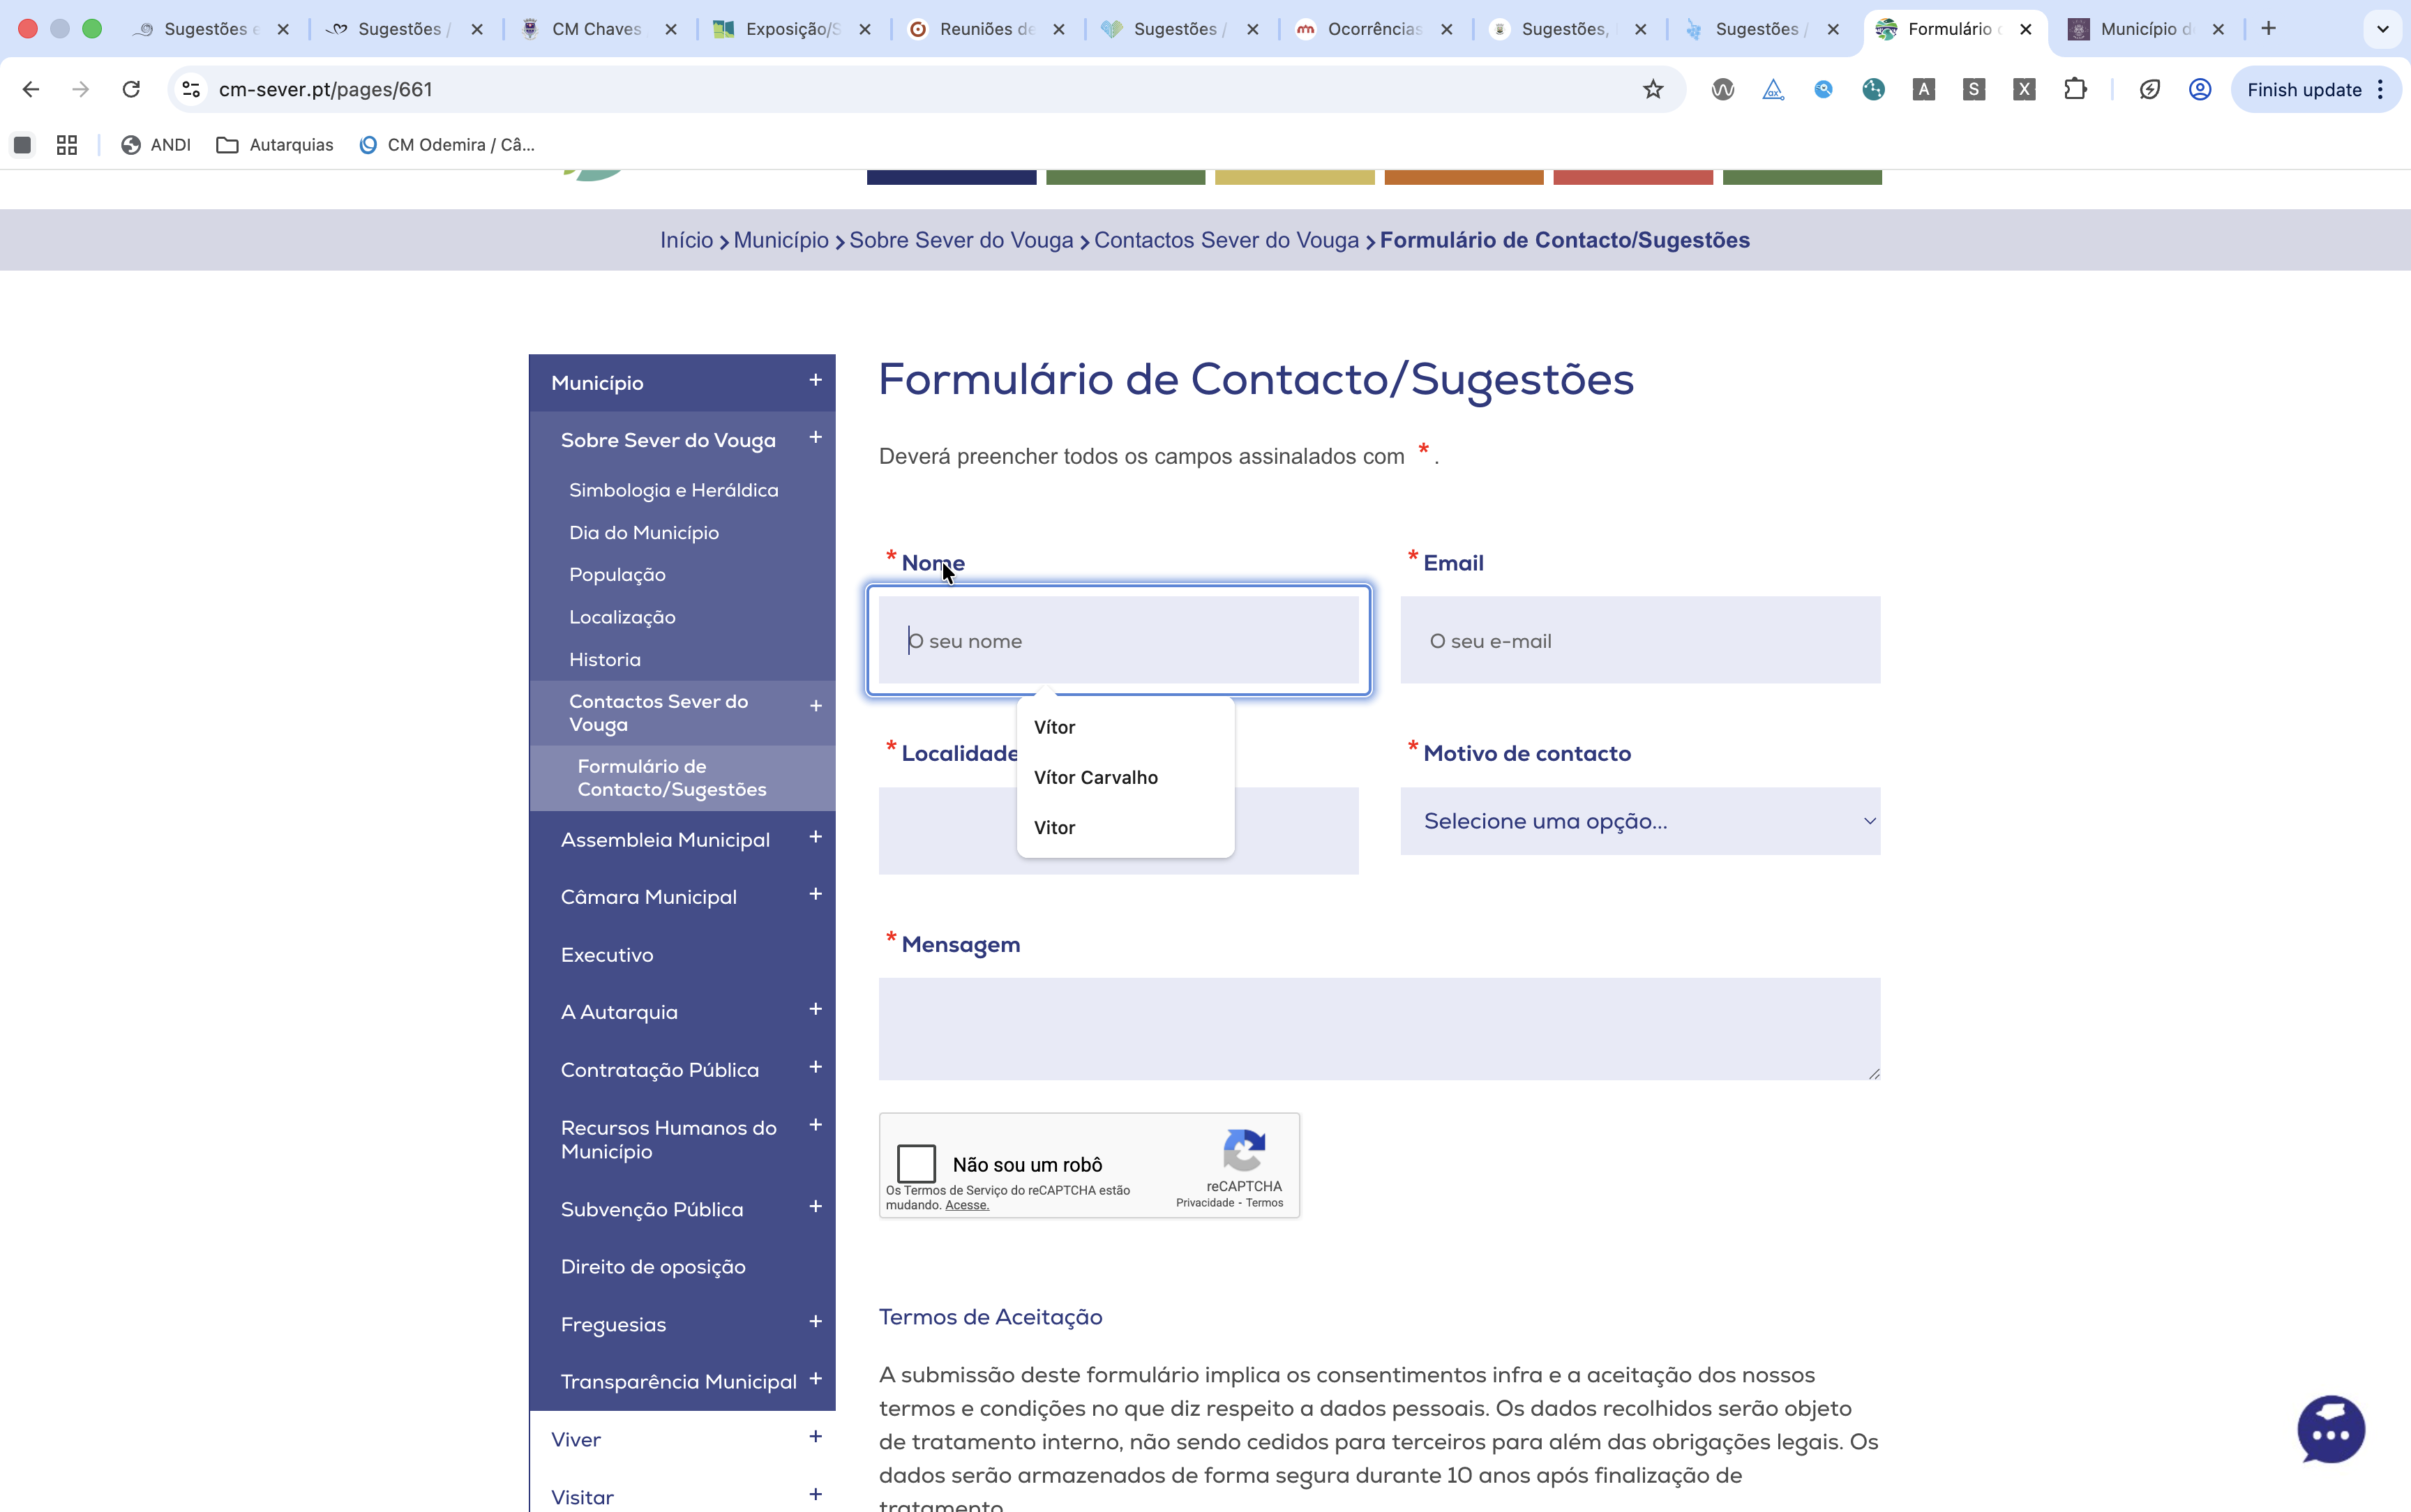 Sugestões e
Sugestões /
CM Chaves
Exposição/S
Reuniões de
Sugestões /
Ocorrências
Sugestões,
Sugestões /
Formulário d
Município d
cm-sever.pt/pages/661
Finish update
ANDI
Autarquias
CM Odemira / Câ...
Início > Município > Sobre Sever do Vouga > Contactos Sever do Vouga > Formulário de Contacto/Sugestões
Município +
Sobre Sever do Vouga +
Simbologia e Heráldica
Dia do Município
População
Localização
Historia
Contactos Sever do
Vouga +
Formulário de
Contacto/Sugestões
Assembleia Municipal +
Câmara Municipal +
Executivo
A Autarquia +
Contratação Pública +
Recursos Humanos do
Município +
Subvenção Pública +
Direito de oposição
Freguesias +
Transparência Municipal +
Viver +
Visitar +
Formulário de Contacto/Sugestões
Deverá preencher todos os campos assinalados com * .
* Nome
O seu nome
* Email
O seu e-mail
Vítor
Vítor Carvalho
Vitor
* Localidade
* Motivo de contacto
Selecione uma opção...
* Mensagem
Não sou um robô
Os Termos de Serviço do reCAPTCHA estão
mudando. Acesse.
reCAPTCHA
Privacidade - Termos
Termos de Aceitação
A submissão deste formulário implica os consentimentos infra e a aceitação dos nossos
termos e condições no que diz respeito a dados pessoais. Os dados recolhidos serão objeto
de tratamento interno, não sendo cedidos para terceiros para além das obrigações legais. Os
dados serão armazenados de forma segura durante 10 anos após finalização de
tratamento